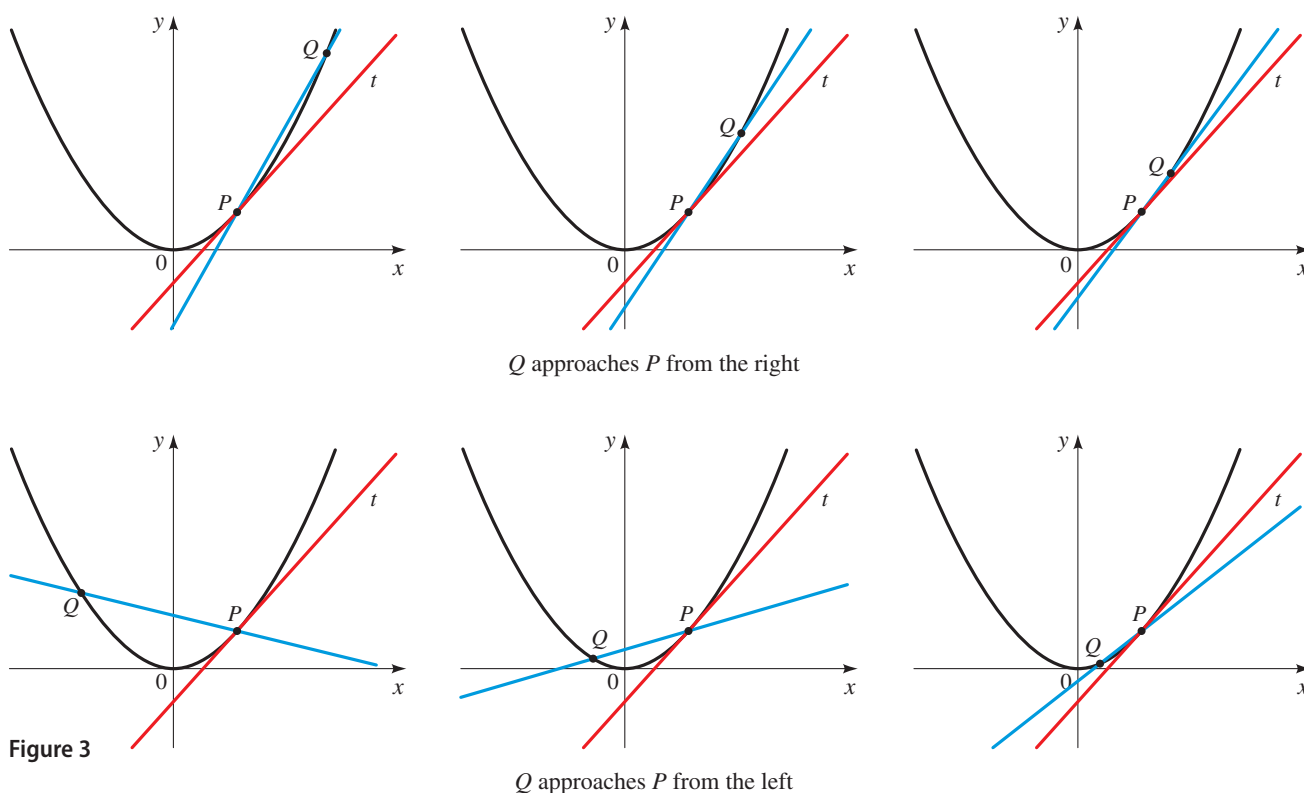 y
Q
t
P
0
x
y
Q
t
P
0
x
y
Q
t
P
0
x
Q approaches P from the right
y
t
Q
P
0
x
y
t
Q
P
0
x
y
t
P
Q
0
x
Figure 3
Q approaches P from the left